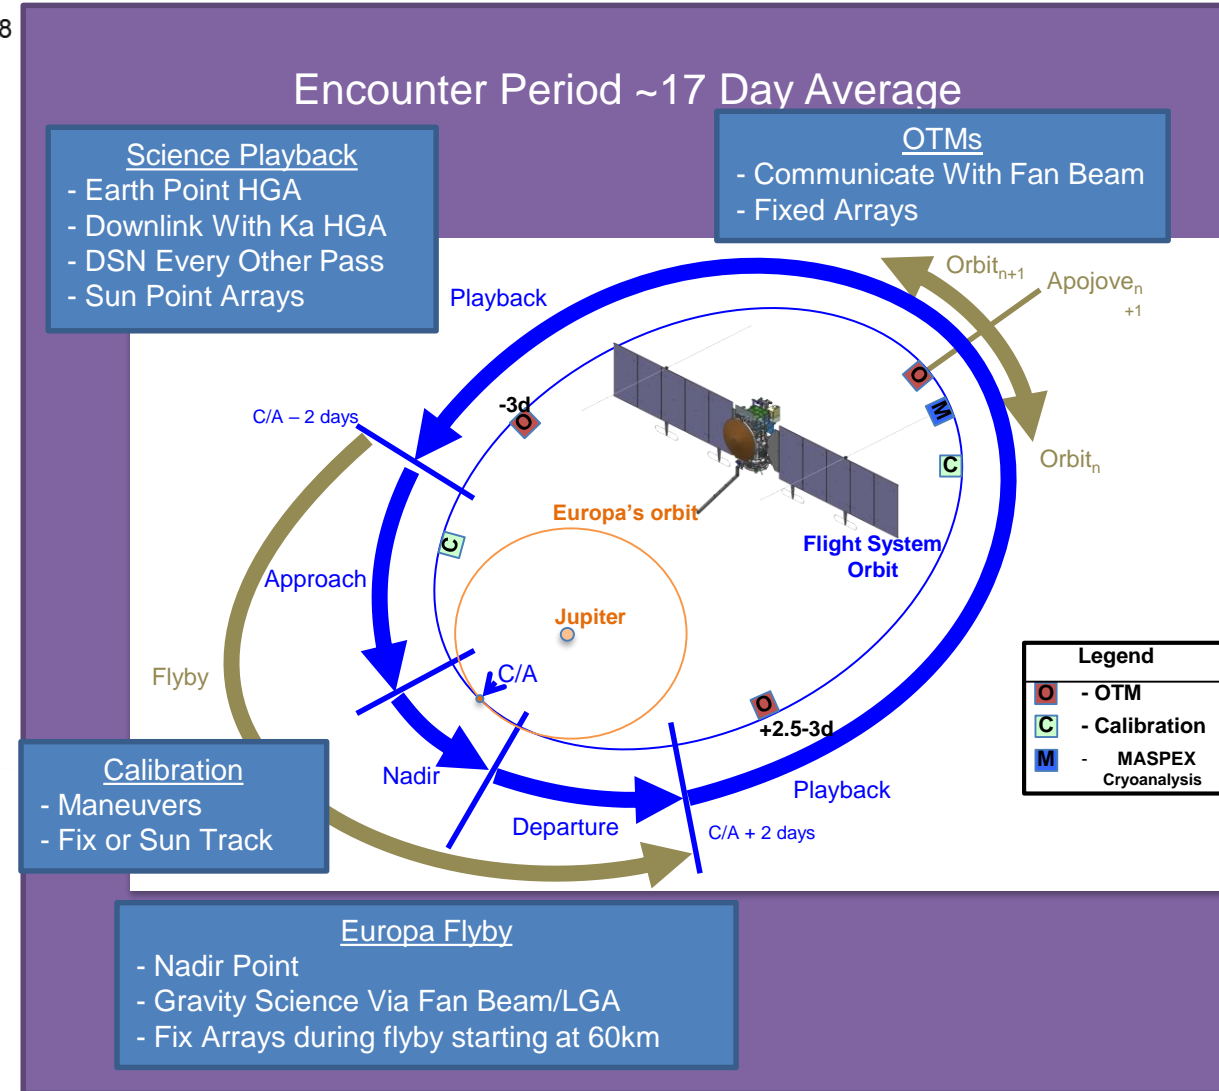 8
Encounter Period ~17 Day Average
Science Playback
- Earth Point HGA
- Downlink With Ka HGA
- DSN Every Other Pass
- Sun Point Arrays
OTMs
- Communicate With Fan Beam
- Fixed Arrays
Playback
Orbitn+1
Apojoven
+1
C/A – 2 days
-3d
O
O
M
C
Orbitn
Europa's orbit
Flight System
Orbit
C
Approach
Jupiter
Flyby
C/A
O
+2.5-3d
Nadir
Departure
Playback
C/A + 2 days
Legend
O - OTM
C - Calibration
M - MASPEX
Cryoanalysis
Calibration
- Maneuvers
- Fix or Sun Track
Europa Flyby
- Nadir Point
- Gravity Science Via Fan Beam/LGA
- Fix Arrays during flyby starting at 60km